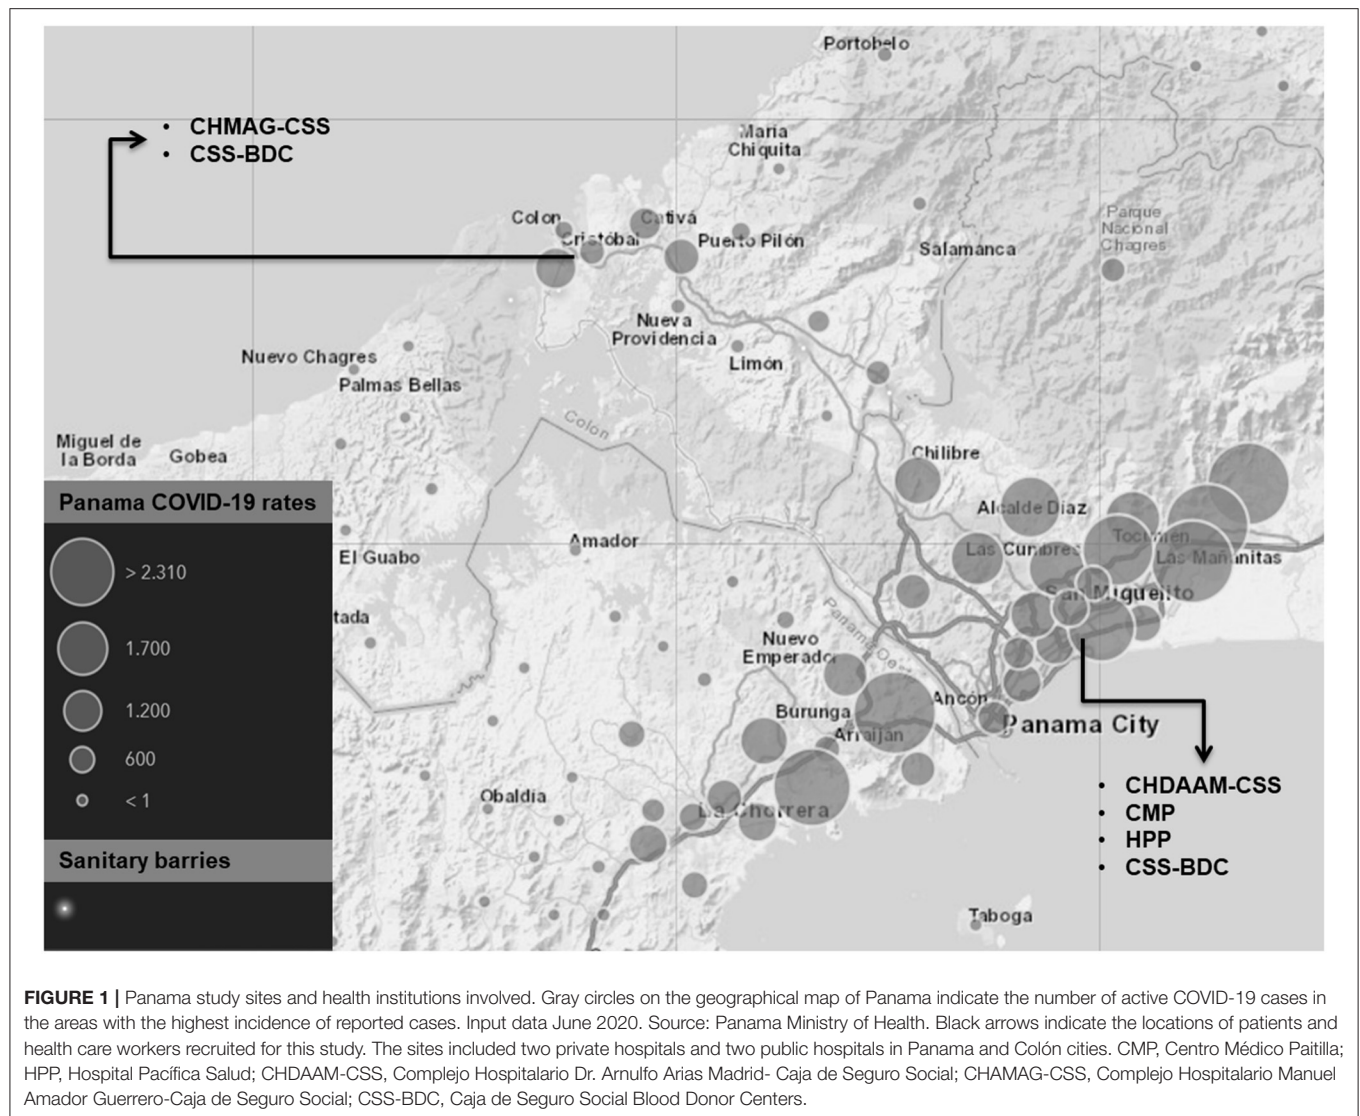 Portobelo
• CHMAG-CSS
• CSS-BDC
Maria
Chiquita
Colon
Cativá
Cristóbal
Puerto Pilón
Parque
Nacional
Chagres
Salamanca
Nueva
Providencia
Limón
Nuevo Chagres
Palmas Bellas
Colon
Miguel de
la Borda
Gobea
Chilibre
Panama COVID-19 rates
> 2.310
1.700
1.200
600
< 1
Sanitary barries
Alcalde Diaz
Tocumen
Las Cumbres
Las Mañanitas
San Miguelito
El Guabo
Amador
tada
Nuevo
Emperador
Panama Oe
Ancón
Burunga
Arraijan
Panama City
Obaldia
La Chorrera
• CHDAAM-CSS
• CMP
• HPP
• CSS-BDC
Taboga
FIGURE 1 | Panama study sites and health institutions involved. Gray circles on the geographical map of Panama indicate the number of active COVID-19 cases in
the areas with the highest incidence of reported cases. Input data June 2020. Source: Panama Ministry of Health. Black arrows indicate the locations of patients and
health care workers recruited for this study. The sites included two private hospitals and two public hospitals in Panama and Colón cities. CMP, Centro Médico Paitilla;
HPP, Hospital Pacífica Salud; CHDAAM-CSS, Complejo Hospitalario Dr. Arnulfo Arias Madrid- Caja de Seguro Social; CHAMAG-CSS, Complejo Hospitalario Manuel
Amador Guerrero-Caja de Seguro Social; CSS-BDC, Caja de Seguro Social Blood Donor Centers.